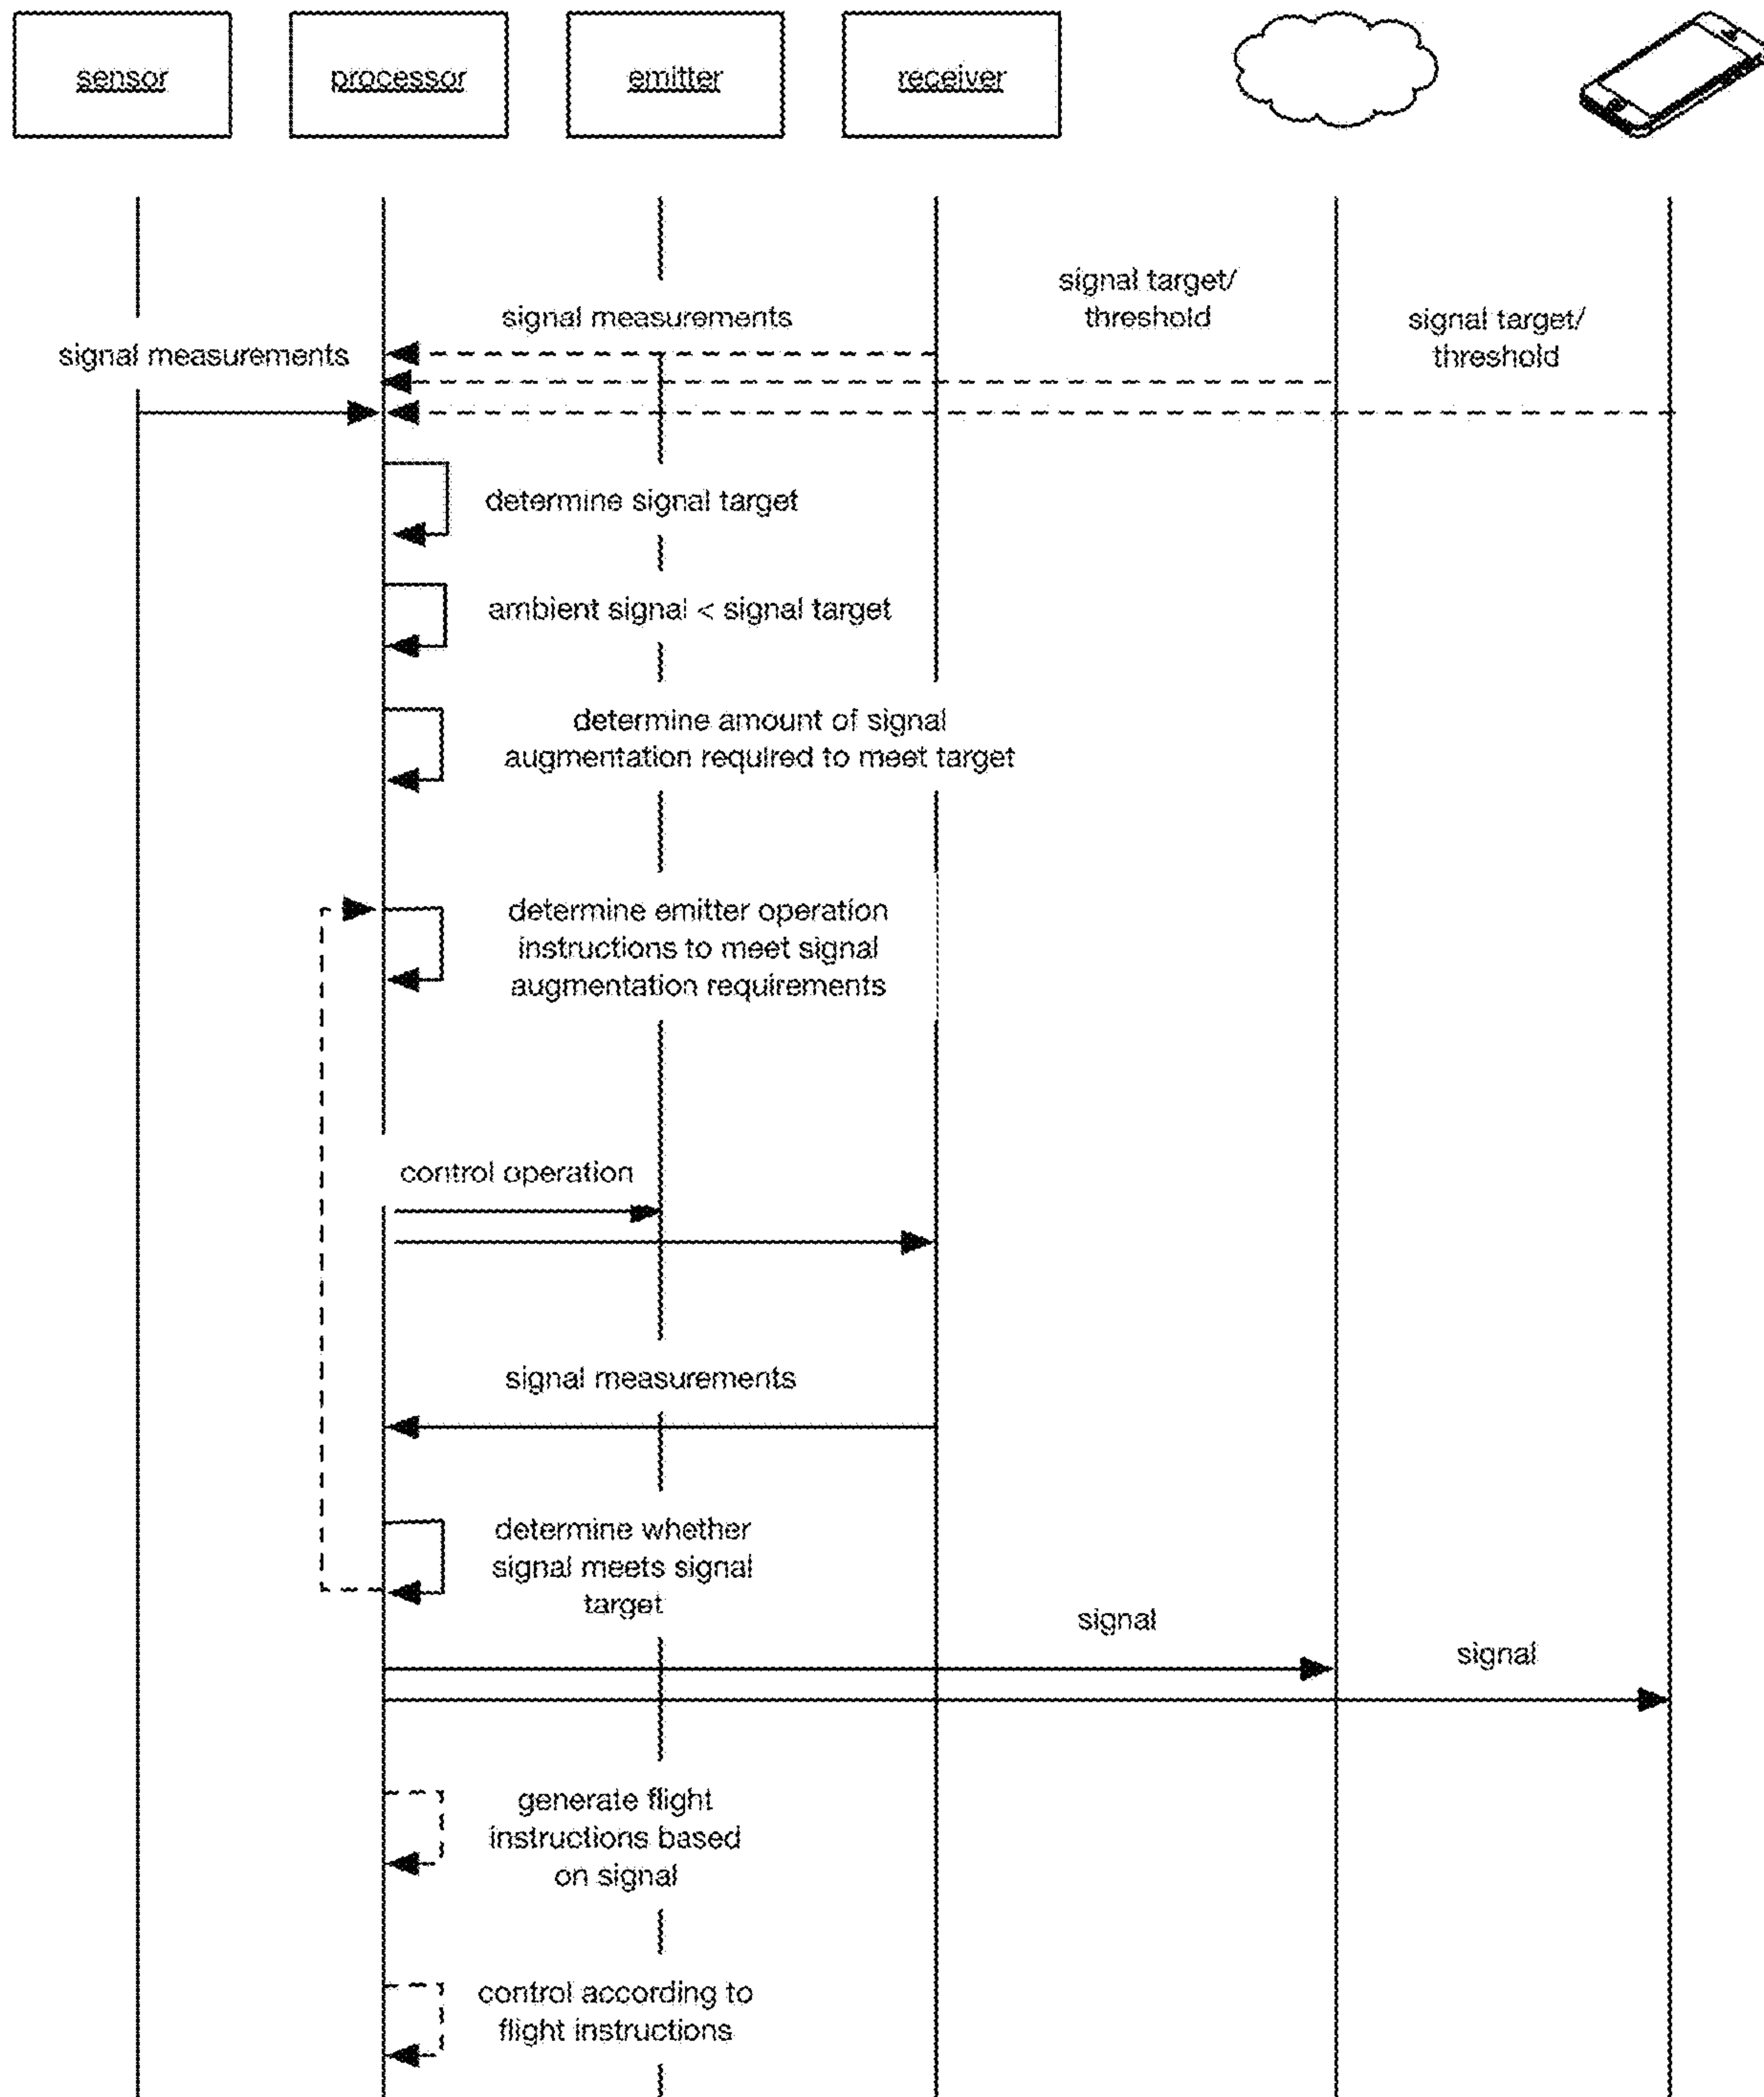 sensor
processor
emitter
receiver
signal target/
threshold
signal measurements
signal target/
threshold
signal measurements
determine signal target
ambient signal < signal target
determine amount of signal
augmentation required to meet target
determine emitter operation
instructions to meet signal
augmentation requirements
control operation
signal measurements
determine whether
signal meets signal
target
signal
signal
generate flight
instructions based
on signal
control according to
flight instructions